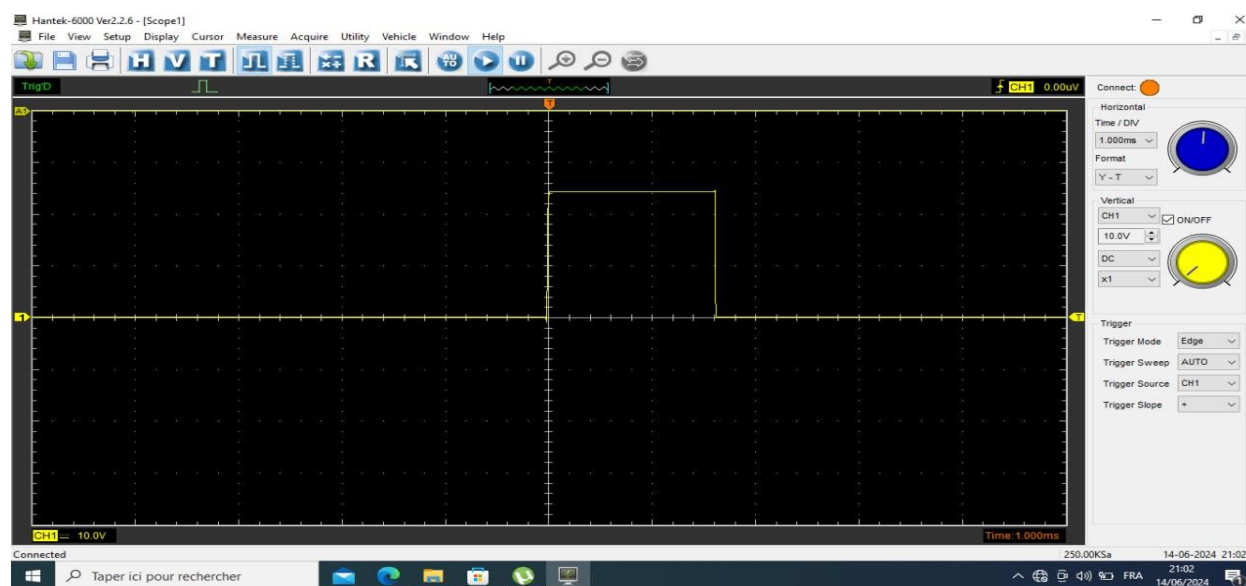 Hantek-6000 Ver2.2.6 - [Scope1]
File View Setup Display Cursor Measure Acquire Utility Vehicle Window Help
H V T R AUTO
Trig'D T CH1 0.00uV
Connect:
T
A1
Horizontal
Time / DIV
1.000ms
Format
Y - T
Vertical
CH1 ON/OFF
10.0V
DC
x1
1 T
Trigger
Trigger Mode Edge
Trigger Sweep AUTO
Trigger Source CH1
Trigger Slope +
CH1 10.0V Time: 1.000ms
Connected 250.00KSa 14-06-2024 21:02
Taper ici pour rechercher
FRA
21:02
14/06/2024